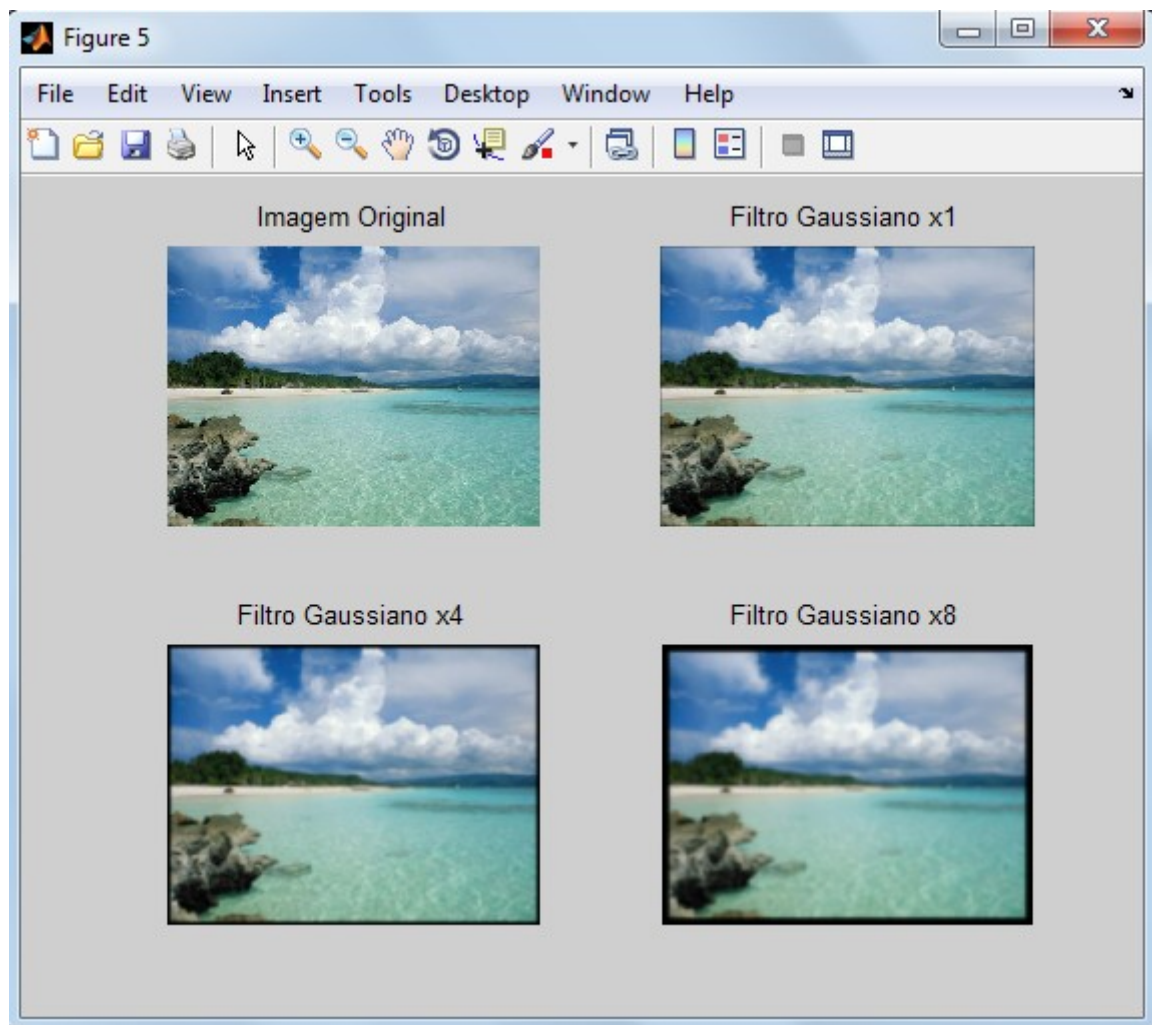 Figure 5
File Edit View Insert Tools Desktop Window Help
Imagem Original
Filtro Gaussiano x1
Filtro Gaussiano x4
Filtro Gaussiano x8